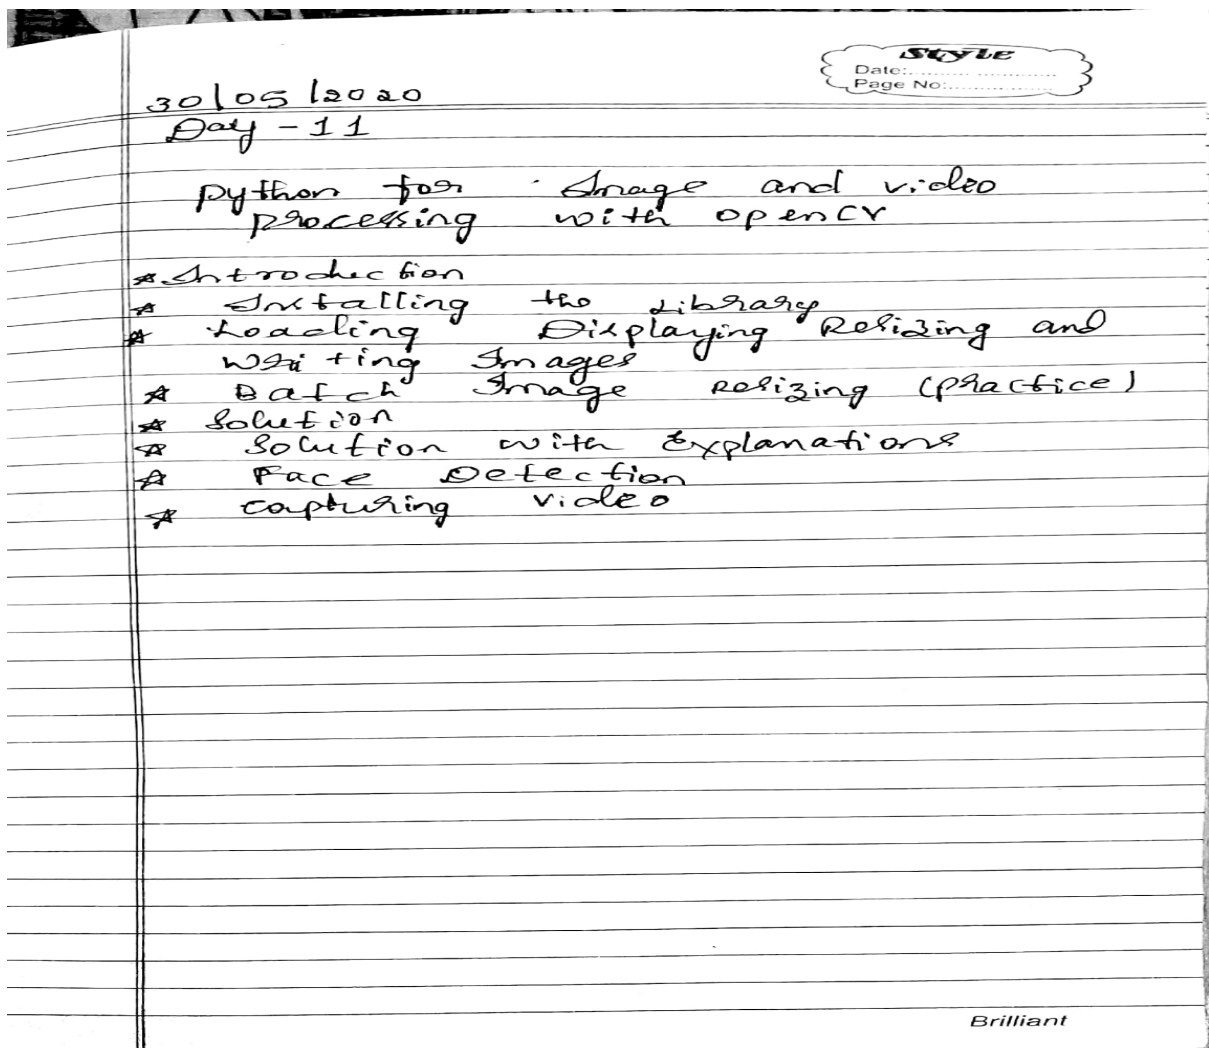 Style
Date:
Page No:
30/05/2020
Day - 11
Python for Image and video
processing with opencv
* Introduction
* Installing the Library
* Loading Displaying Resizing and
Writing Images
* Batch Image Resizing (practice)
* Solution
* Solution with Explanations
* Face Detection
* capturing video
Brilliant